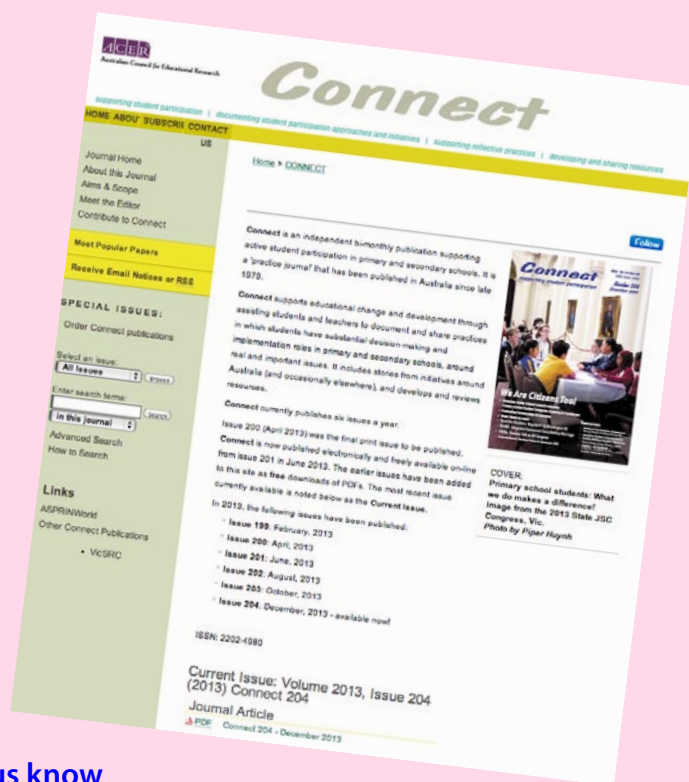 ACER
Australian Council for Educational Research
Connect
supporting student participation | documenting student participation approaches and initiatives | supporting reflective practices | developing and sharing resources
HOME ABOU SUBSCRIE CONTACT
US
Journal Home
About this Journal
Aims & Scope
Meet the Editor
Contribute to Connect
Most Popular Papers
Receive Email Notices or RSS
SPECIAL ISSUES:
Order Connect publications
Select an issue:
All Issues
Browse
Enter search terms:
Search
in this journal
Advanced Search
How to Search
Links
ASPRINWorld
Other Connect Publications
• VicSRC
Home > CONNECT
Follow
Connect is an independent bi-monthly publication supporting
active student participation in primary and secondary schools. It is
a 'practice journal' that has been published in Australia since late
1979.
Connect supports educational change and development through
assisting students and teachers to document and share practices
in which students have substantial decision-making and
implementation roles in primary and secondary schools, around
real and important issues. It includes stories from initiatives around
Australia (and occasionally elsewhere), and develops and reviews
resources.
Connect currently publishes six issues a year.
Issue 200 (April 2013) was the final print issue to be published.
Connect is now published electronically and freely available on-line
from issue 201 in June 2013. The earlier issues have been added
to this site as free downloads of PDFs. The most recent issue
currently available is noted below as the Current Issue.
In 2013, the following issues have been published:
Issue 199: February, 2013
Issue 200: April, 2013
Issue 201: June, 2013
Issue 202: August, 2013
Issue 203: October, 2013
Issue 204: December, 2013 - available now!
ISSN: 2202-4980
Current Issue: Volume 2013, Issue 204
(2013) Connect 204
Journal Article
PDF Connect 204 - December 2013
Connect
supporting student participation
Number 204
December 2013
We Are Citizens Too!
COVER.
Primary school students: What
we do makes a difference!
Image from the 2013 State JSC
Congress, Vic.
Photo by Piper Huynh
us know